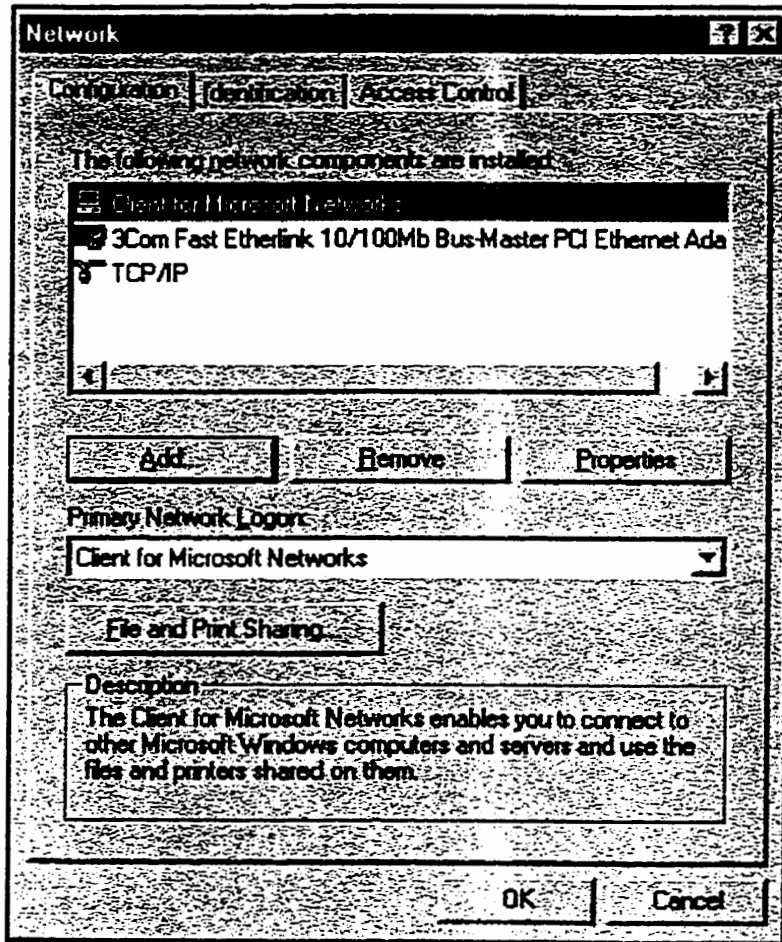 Network
Configuration Identification Access Control
The following network components are installed:
Client for Microsoft Networks
3Com Fast Etherlink 10/100Mb Bus-Master PCI Ethernet Ada
TCP/IP
Add... Remove Properties
Primary Network Logon:
Client for Microsoft Networks
File and Print Sharing...
Description
The Client for Microsoft Networks enables you to connect to
other Microsoft Windows computers and servers and use the
files and printers shared on them.
OK Cancel